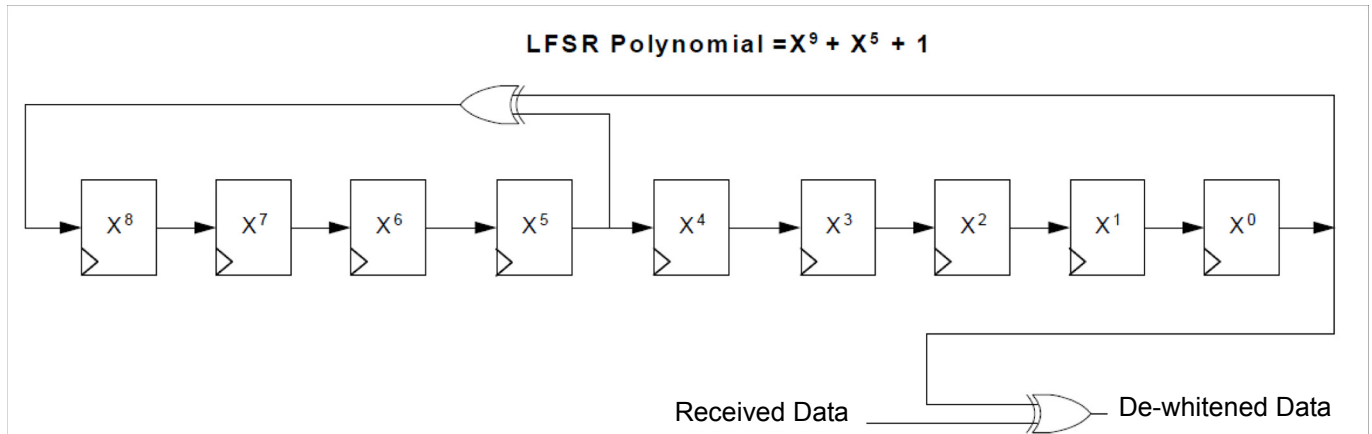 LFSR Polynomial =X⁹ + X⁵ + 1
X⁸ X⁷ X⁶ X⁵ X⁴ X³ X² X¹ X⁰
Received Data De-whitened Data